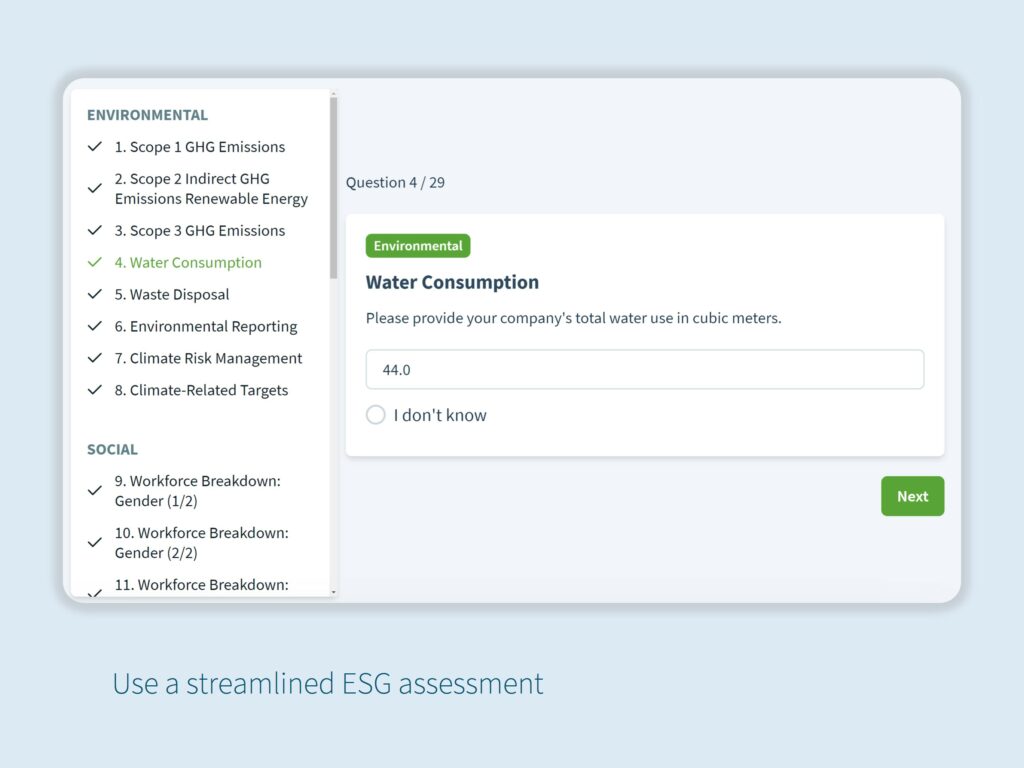 ENVIRONMENTAL
1. Scope 1 GHG Emissions
2. Scope 2 Indirect GHG
Emissions Renewable Energy
3. Scope 3 GHG Emissions
4. Water Consumption
5. Waste Disposal
6. Environmental Reporting
7. Climate Risk Management
8. Climate-Related Targets
SOCIAL
9. Workforce Breakdown:
Gender (1/2)
10. Workforce Breakdown:
Gender (2/2)
11. Workforce Breakdown:
Question 4 / 29
Environmental
Water Consumption
Please provide your company's total water use in cubic meters.
44.0
I don't know
Next
Use a streamlined ESG assessment